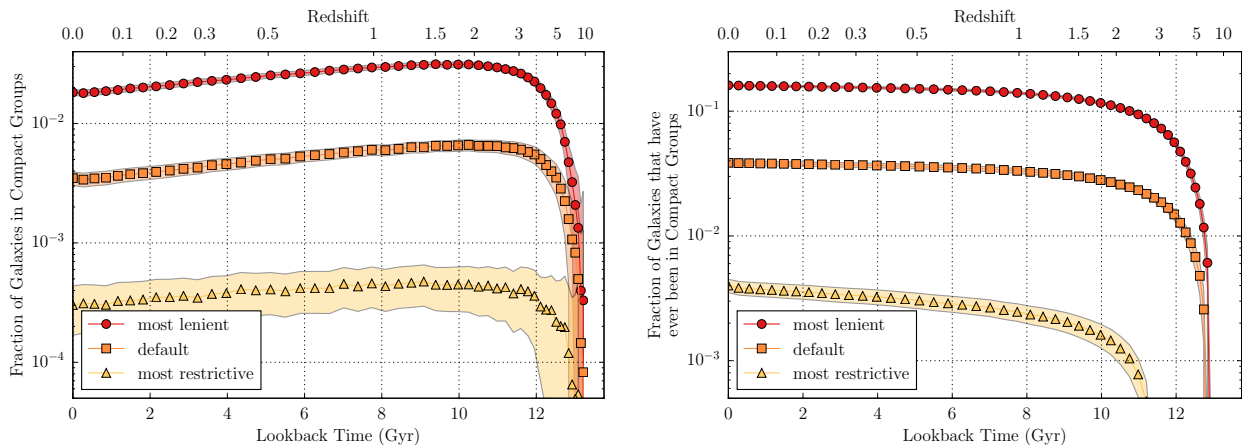 Redshift
0.0 0.1 0.2 0.3 0.5 1 1.5 2 3 5 10
Fraction of Galaxies in Compact Groups
10⁻²
10⁻³
10⁻⁴
most lenient
default
most restrictive
0 2 4 6 8 10 12
Lookback Time (Gyr)
Redshift
0.0 0.1 0.2 0.3 0.5 1 1.5 2 3 5 10
Fraction of Galaxies that have
ever been in Compact Groups
10⁻¹
10⁻²
10⁻³
most lenient
default
most restrictive
0 2 4 6 8 10 12
Lookback Time (Gyr)